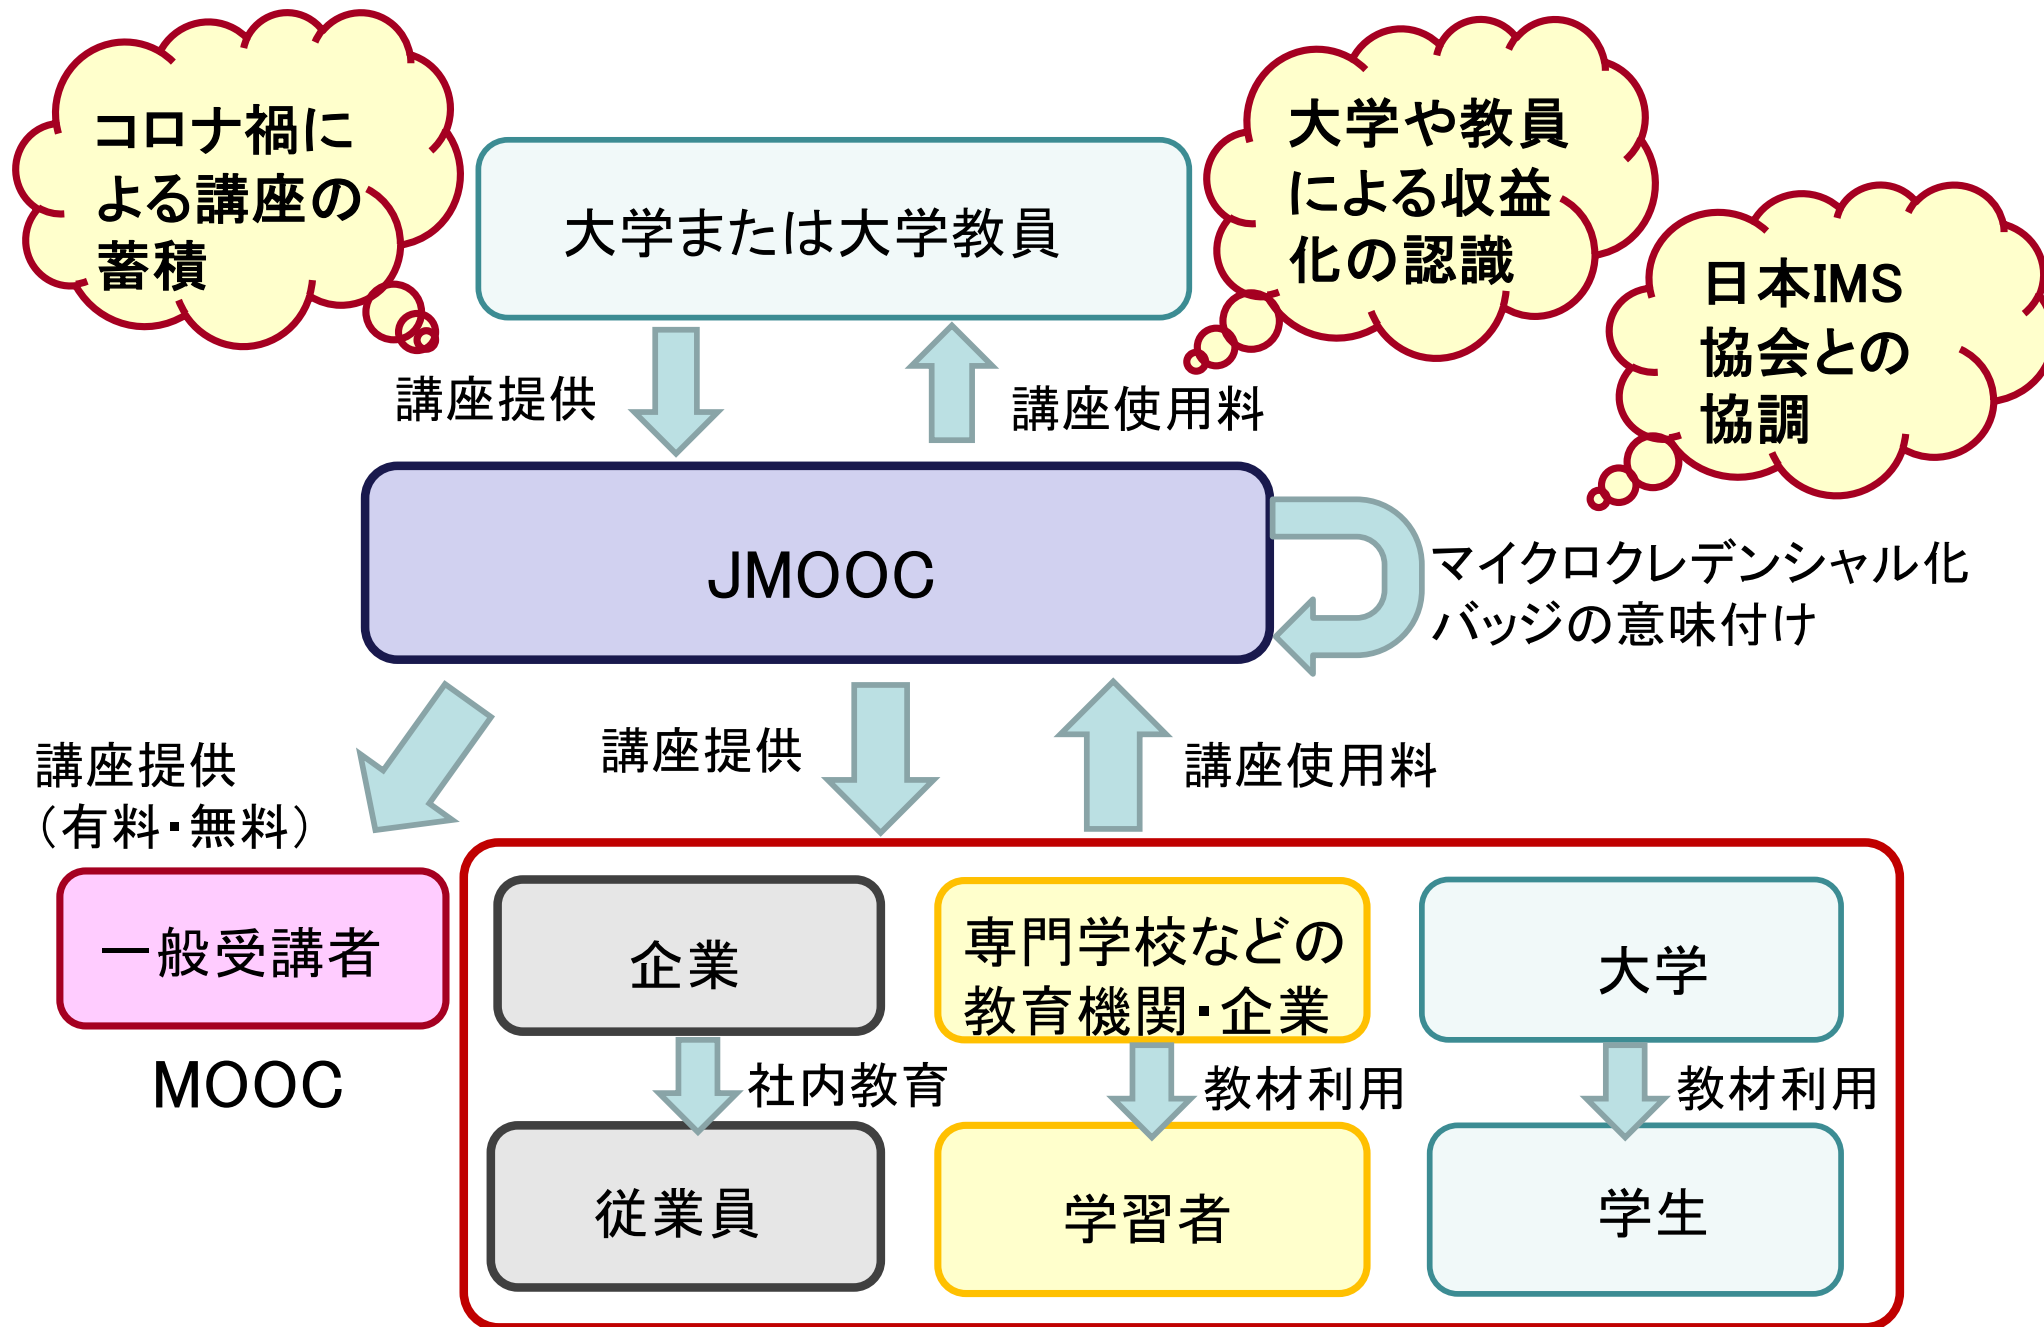 コロナ禍に
よる講座の
蓄積
大学または大学教員
大学や教員
による収益
化の認識
日本IMS
協会との
協調
講座提供
講座使用料
JMOOC
マイクロクレデンシャル化
バッジの意味付け
講座提供
（有料・無料）
講座提供
講座使用料
一般受講者
MOOC
企業
専門学校などの
教育機関・企業
大学
社内教育
教材利用
教材利用
従業員
学習者
学生